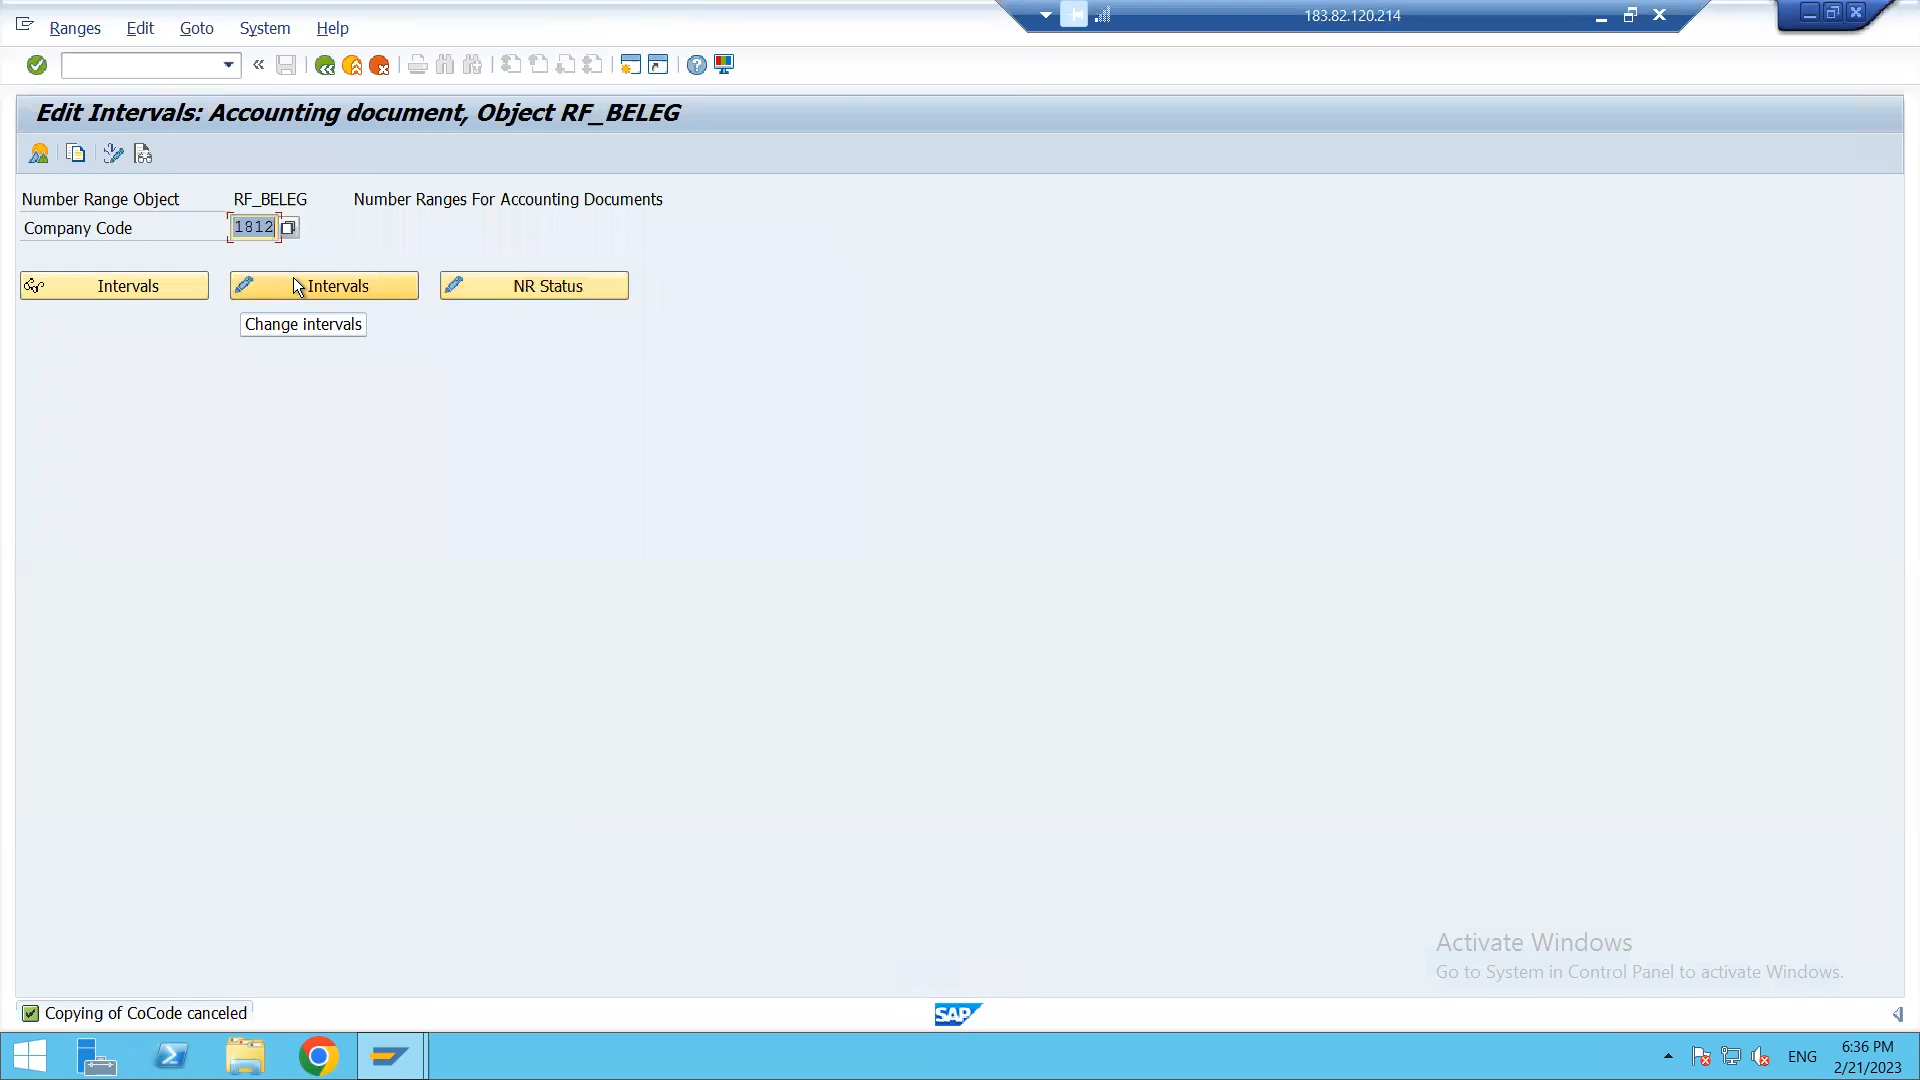 Ranges Edit Goto System Help
183.82.120.214
Edit Intervals: Accounting document, Object RF_BELEG
Number Range Object RF_BELEG Number Ranges For Accounting Documents
Company Code 1812
Intervals Intervals NR Status
Change intervals
Activate Windows
Go to System in Control Panel to activate Windows.
Copying of CoCode canceled
SAP
ENG
6:36 PM
2/21/2023